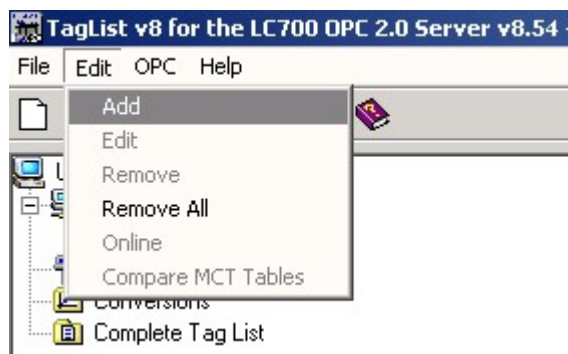 TagList v8 for the LC700 OPC 2.0 Server v8.54
File Edit OPC Help
Add
Edit
Remove
Remove All
Online
Compare MCT Tables
Conversions
Complete Tag List